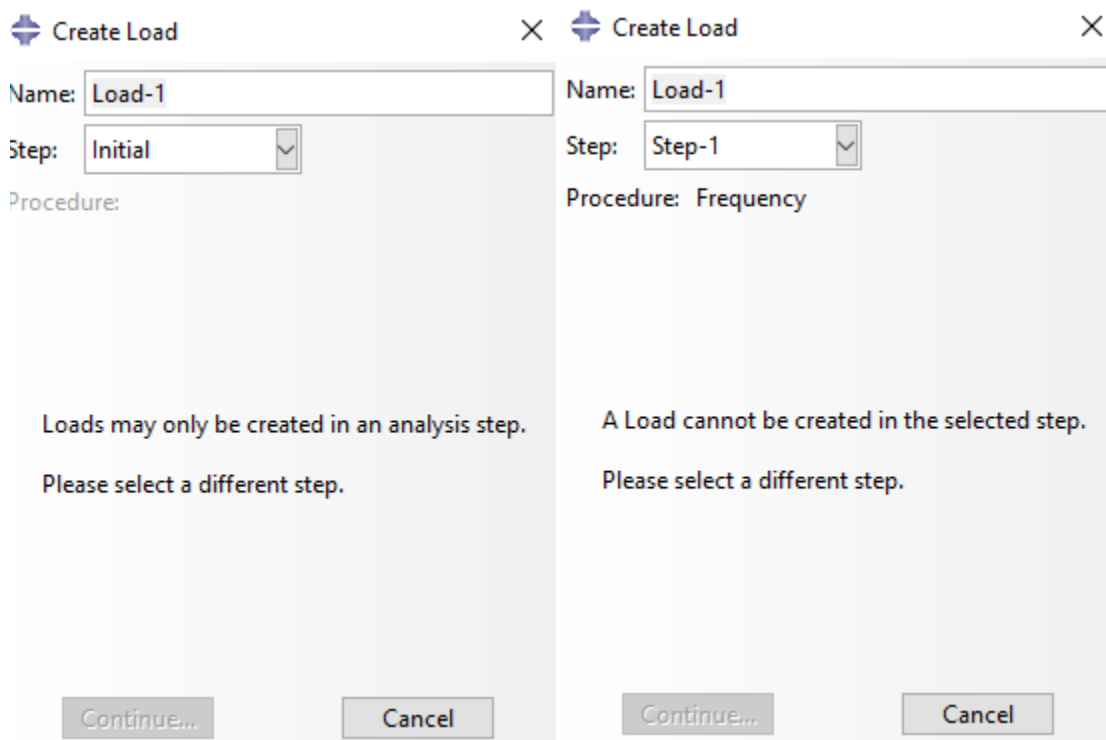 Create Load
Name: Load-1
Step: Initial
Procedure:
Loads may only be created in an analysis step.
Please select a different step.
Continue... Cancel
Create Load
Name: Load-1
Step: Step-1
Procedure: Frequency
A Load cannot be created in the selected step.
Please select a different step.
Continue... Cancel